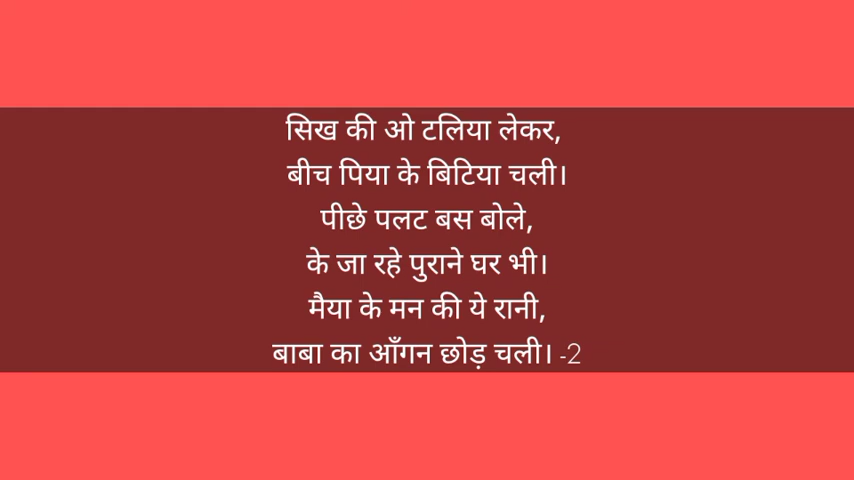 सिख की ओ टलिया लेकर,
बीच पिया के बिटिया चली।
पीछे पलट बस बोले,
के जा रहे पुराने घर भी।
मैया के मन की ये रानी,
बाबा का आँगन छोड़ चली। -2